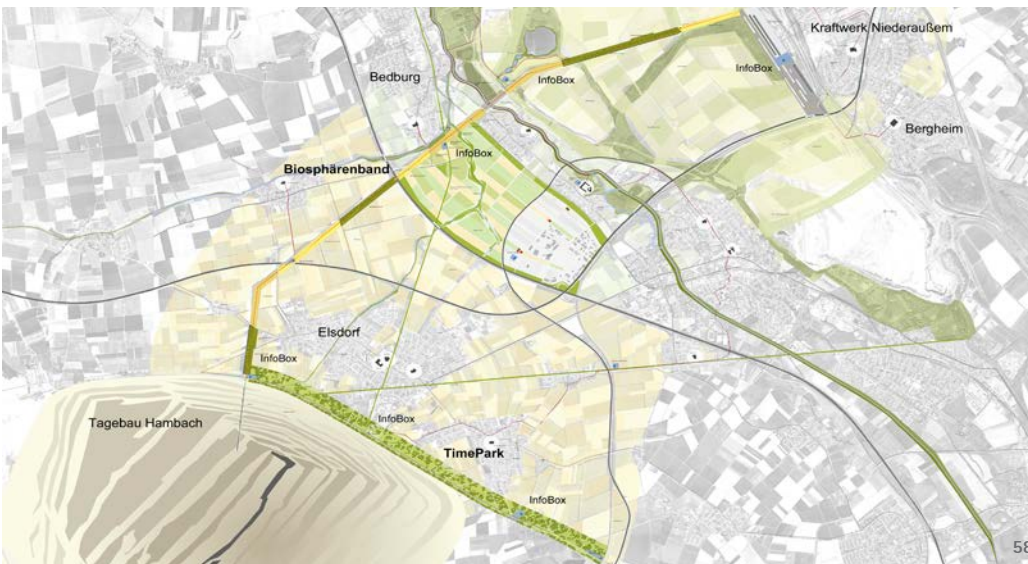 Kraftwerk Niederaußem
InfoBox
Bedburg
InfoBox
Bergheim
InfoBox
Biosphärenband
Elsdorf
InfoBox
Tagebau Hambach
InfoBox
TimePark
InfoBox
58